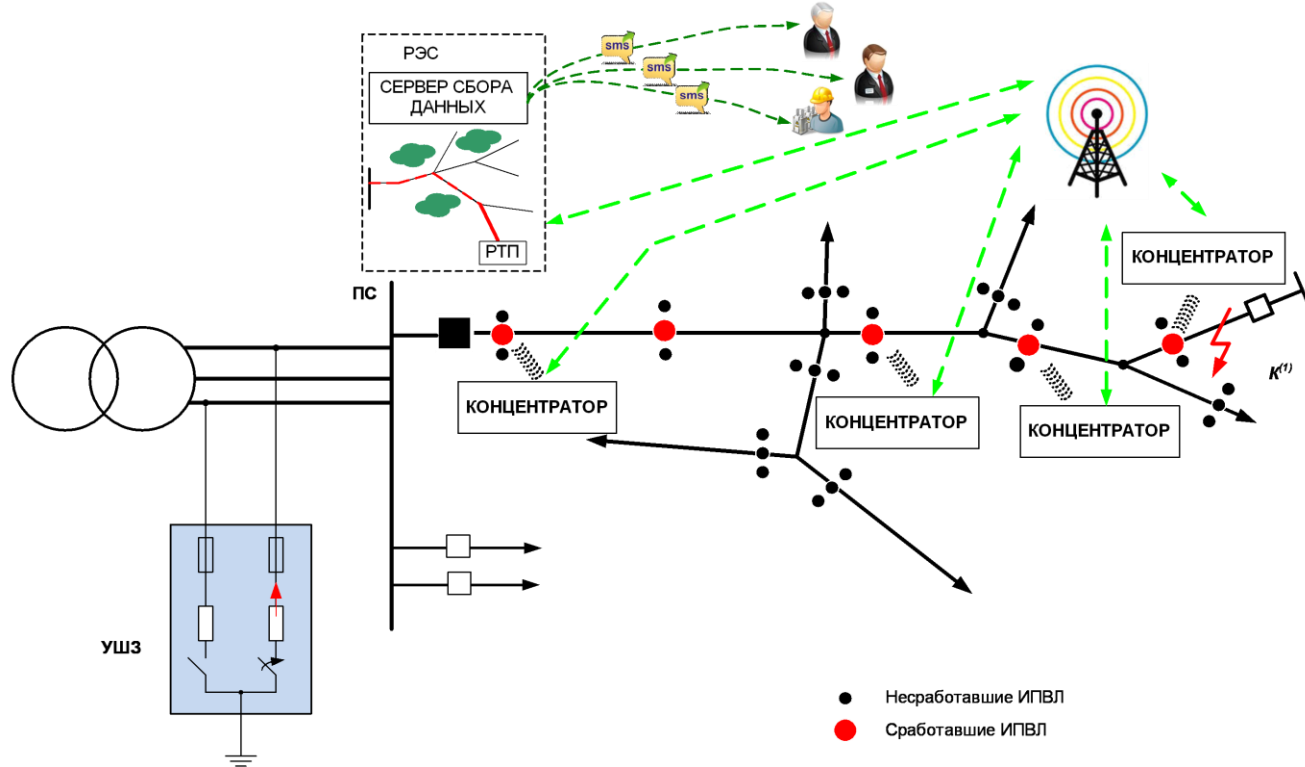 РЭС
СЕРВЕР СБОРА
ДАННЫХ
sms
sms
sms
РТП
ПС
КОНЦЕНТРАТОР
КОНЦЕНТРАТОР
КОНЦЕНТРАТОР
КОНЦЕНТРАТОР
К(1)
УШЗ
Несработавшие ИПВЛ
Сработавшие ИПВЛ